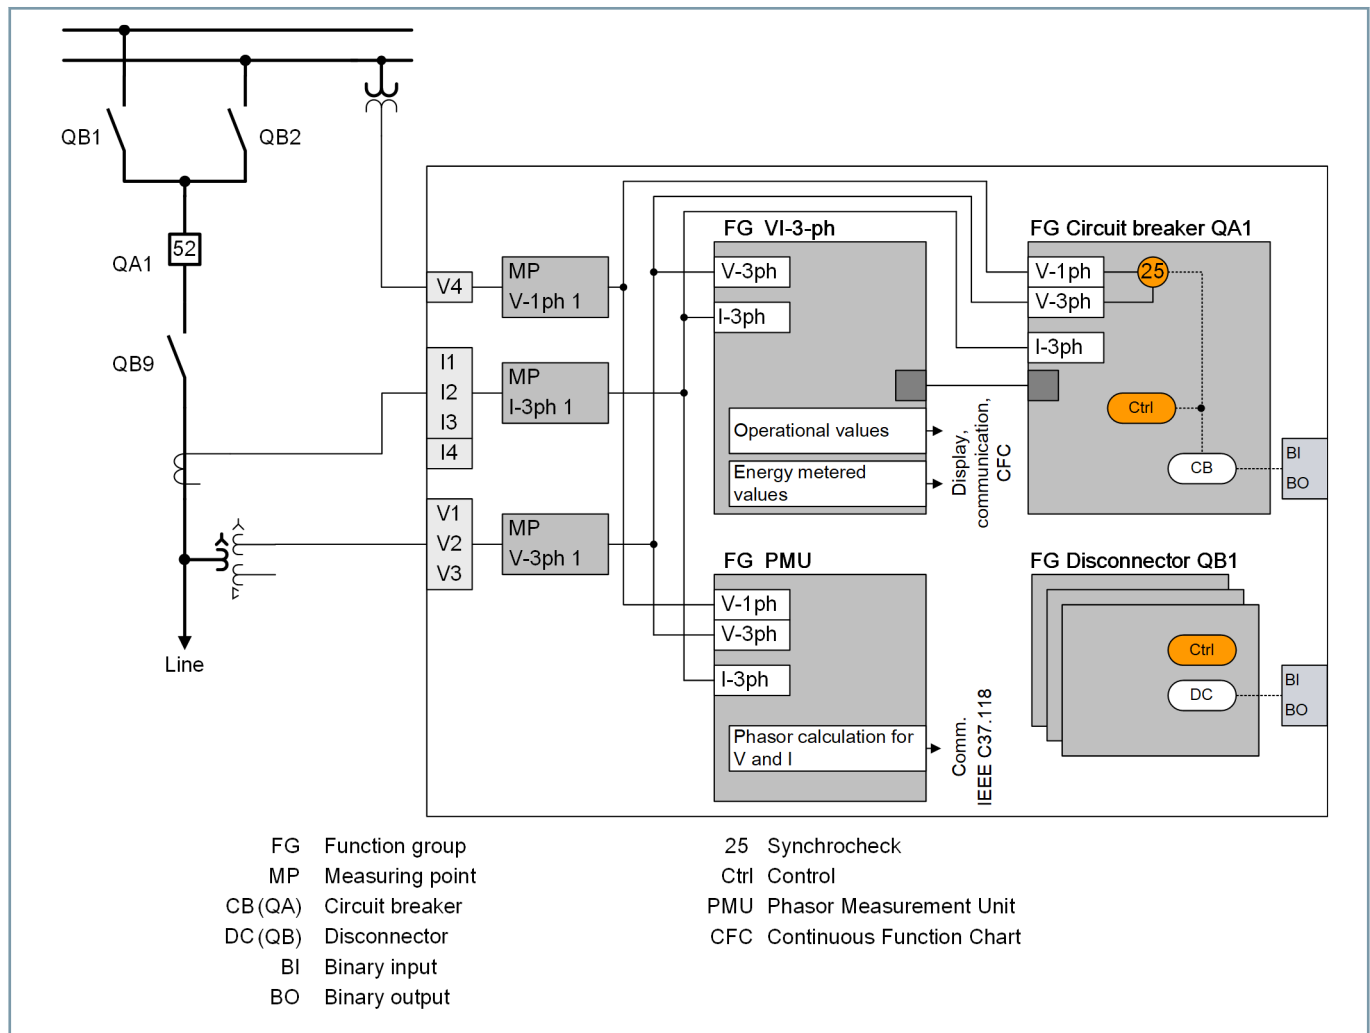 QB1
QB2
QA1
52
QB9
Line
V4
I1
I2
I3
I4
V1
V2
V3
MP
V-1ph 1
MP
I-3ph 1
MP
V-3ph 1
FG VI-3-ph
V-3ph
I-3ph
Operational values
Energy metered
values
Display,
communication,
CFC
FG Circuit breaker QA1
V-1ph
V-3ph
I-3ph
25
Ctrl
CB
BI
BO
FG PMU
V-1ph
V-3ph
I-3ph
Phasor calculation for
V and I
Comm.
IEEE C37.118
FG Disconnector QB1
Ctrl
DC
BI
BO
FG Function group
MP Measuring point
CB (QA) Circuit breaker
DC (QB) Disconnector
BI Binary input
BO Binary output
25 Synchrocheck
Ctrl Control
PMU Phasor Measurement Unit
CFC Continuous Function Chart